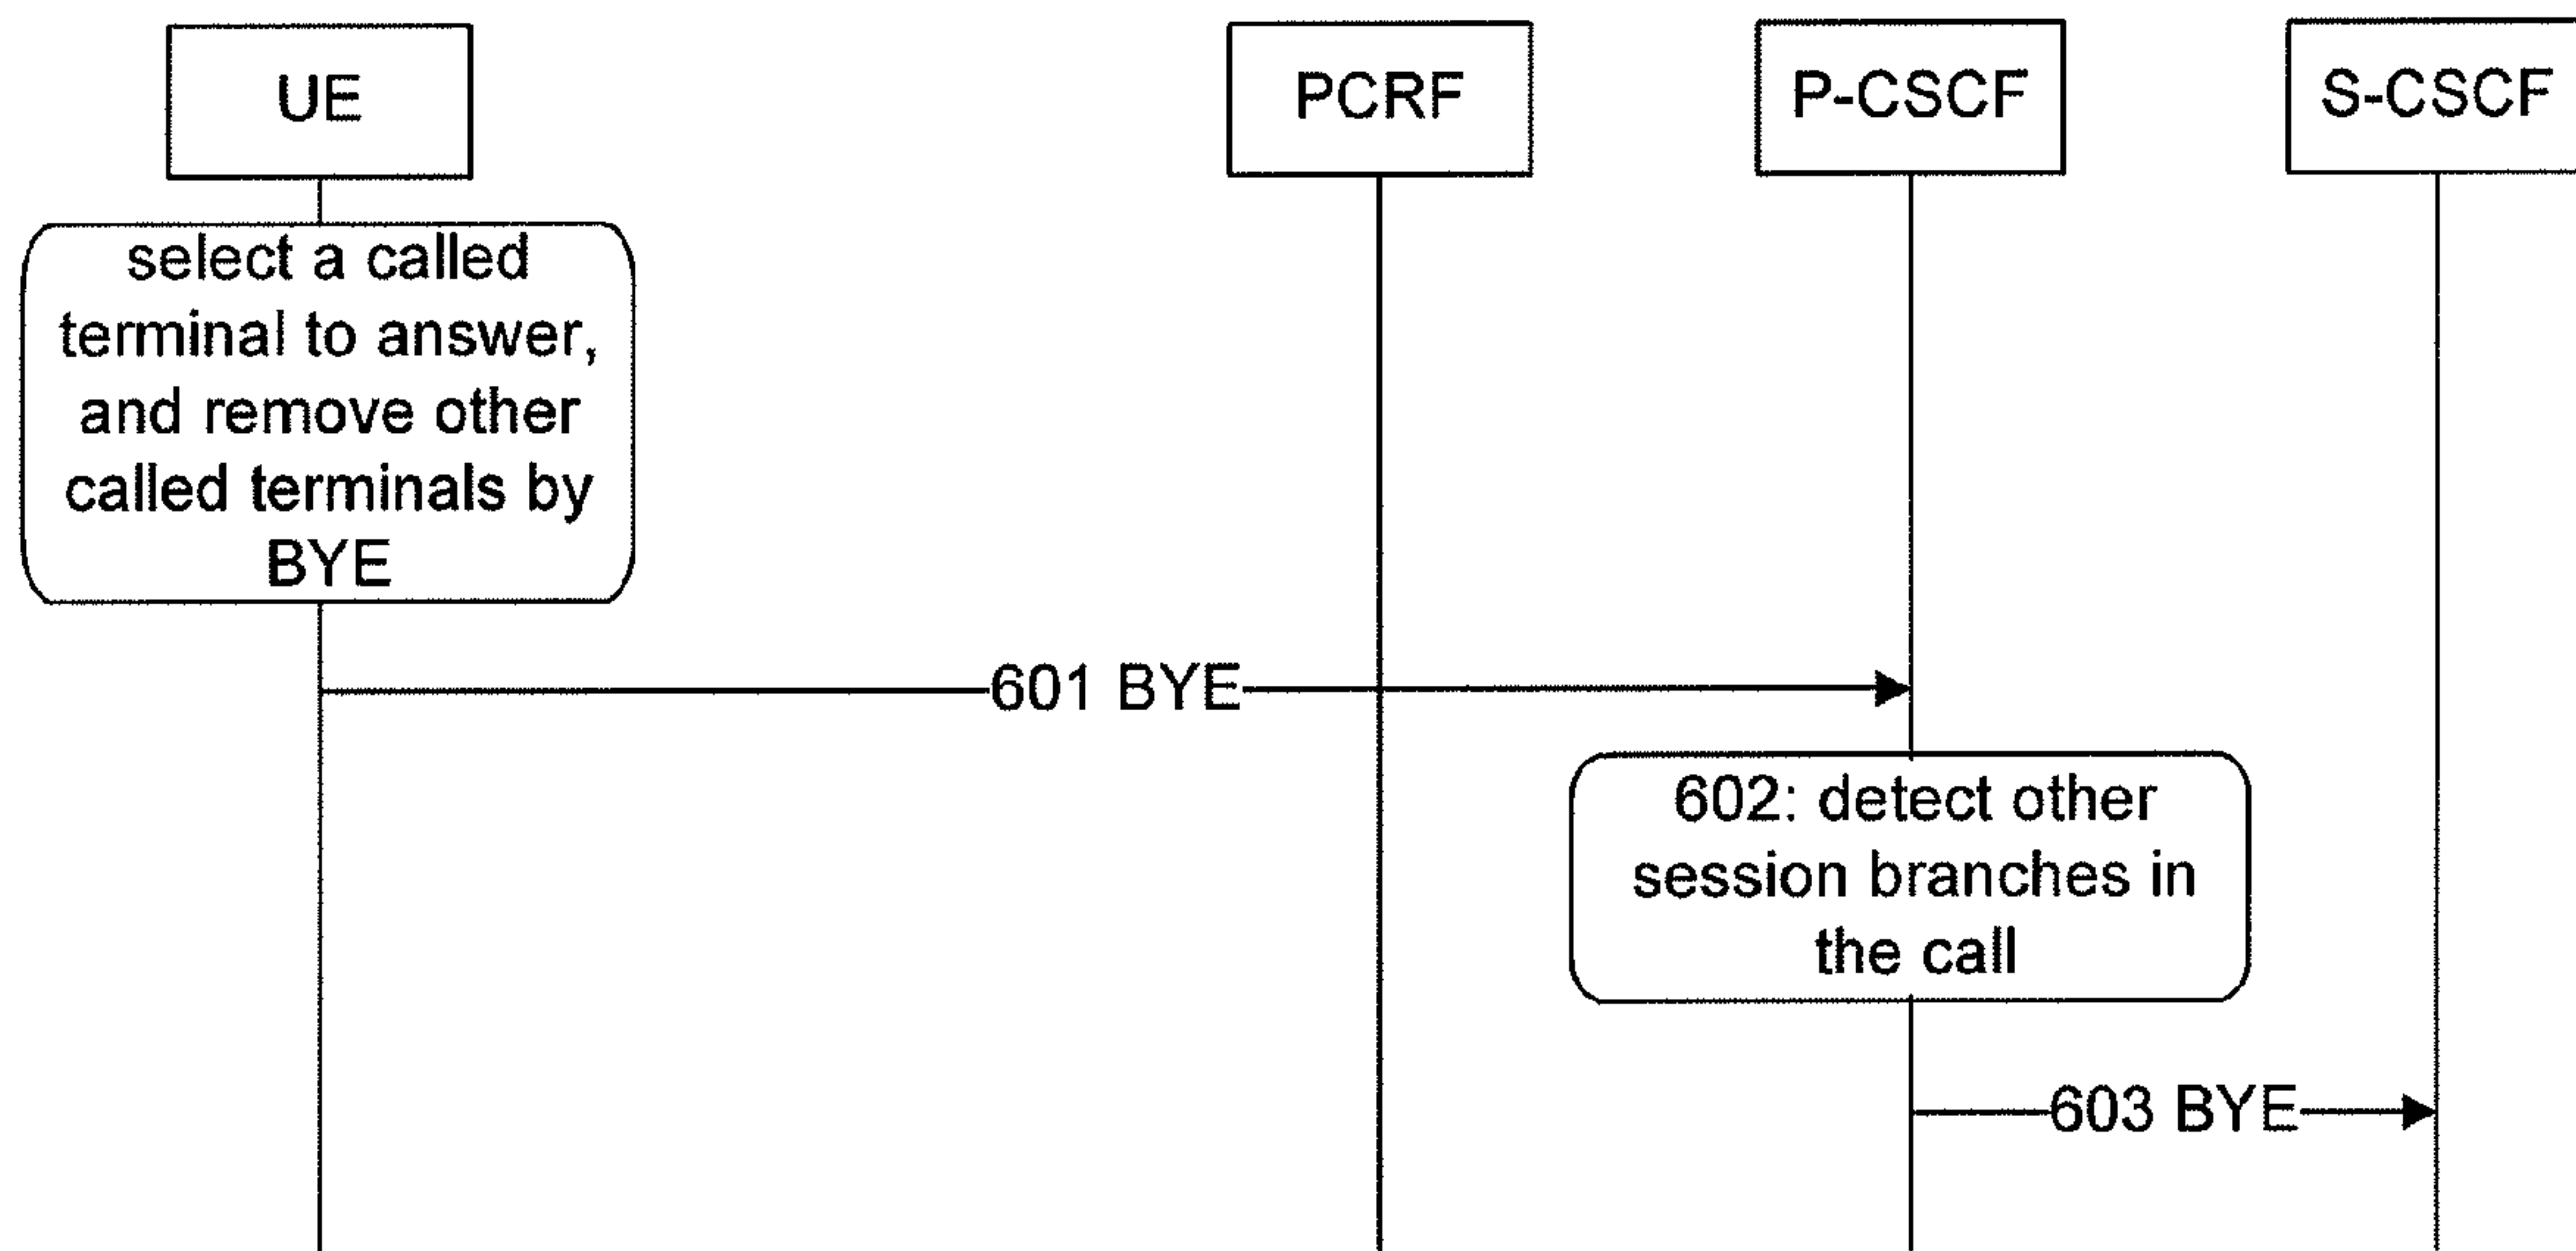 UE
PCRF
P-CSCF
S-CSCF
select a called
terminal to answer,
and remove other
called terminals by
BYE
601 BYE
602: detect other
session branches in
the call
603 BYE